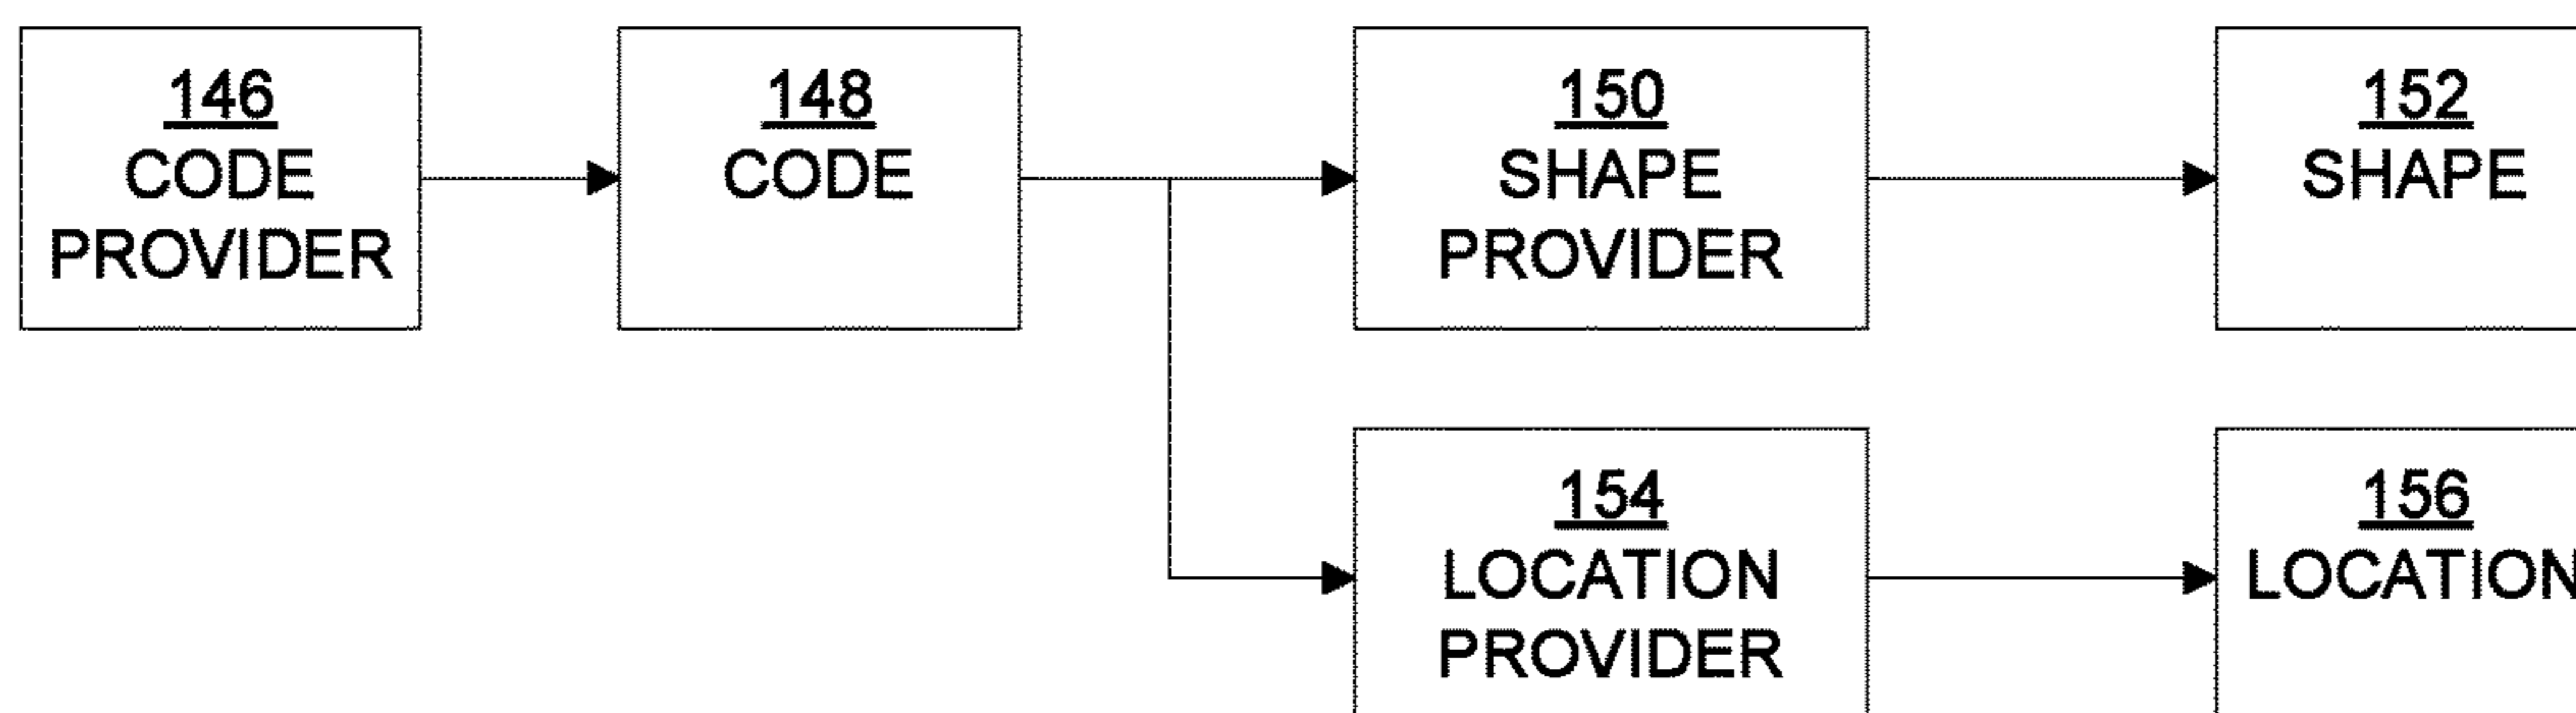 146
CODE
PROVIDER
148
CODE
150
SHAPE
PROVIDER
152
SHAPE
154
LOCATION
PROVIDER
156
LOCATION